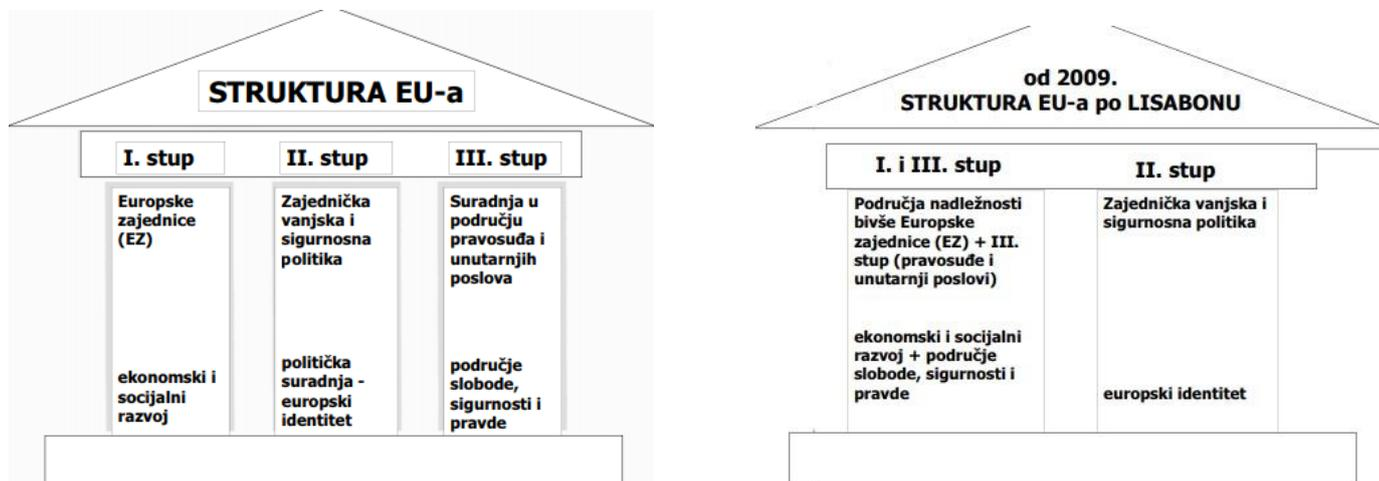 STRUKTURA EU-a
I. stup
II. stup
III. stup
Europske
zajednice
(EZ)
ekonomski i
socijalni
razvoj
Zajednička
vanjska i
sigurnosna
politika
politička
suradnja -
europski
identitet
Suradnja u
području
pravosuđa i
unutarnjih
poslova
područje
slobode,
sigurnosti i
pravde
od 2009.
STRUKTURA EU-a po LISABONU
I. i III. stup
II. stup
Područja nadležnosti
bivše Europske
zajednice (EZ) + III.
stup (pravosuđe i
unutarnji poslovi)
ekonomski i socijalni
razvoj + područje
slobode, sigurnosti i
pravde
Zajednička vanjska i
sigurnosna politika
europski identitet